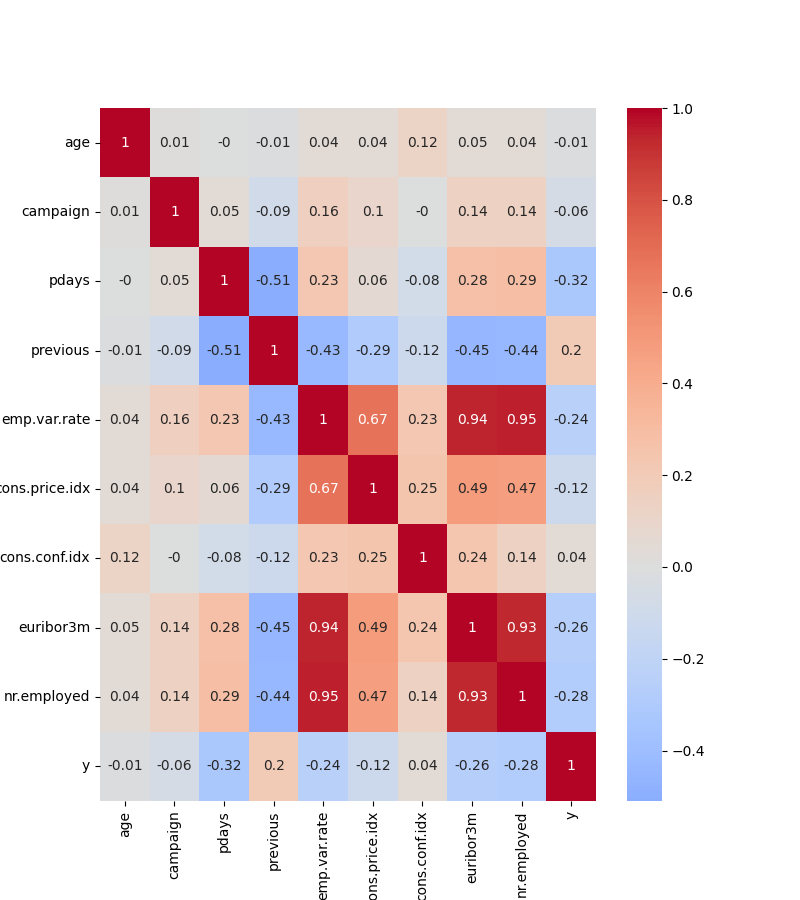 age 1 0.01 -0 -0.01 0.04 0.04 0.12 0.05 0.04 -0.01
campaign 0.01 1 0.05 -0.09 0.16 0.1 -0 0.14 0.14 -0.06
pdays -0 0.05 1 -0.51 0.23 0.06 -0.08 0.28 0.29 -0.32
previous -0.01 -0.09 -0.51 1 -0.43 -0.29 -0.12 -0.45 -0.44 0.2
emp.var.rate 0.04 0.16 0.23 -0.43 1 0.67 0.23 0.94 0.95 -0.24
cons.price.idx 0.04 0.1 0.06 -0.29 0.67 1 0.25 0.49 0.47 -0.12
cons.conf.idx 0.12 -0 -0.08 -0.12 0.23 0.25 1 0.24 0.14 0.04
euribor3m 0.05 0.14 0.28 -0.45 0.94 0.49 0.24 1 0.93 -0.26
nr.employed 0.04 0.14 0.29 -0.44 0.95 0.47 0.14 0.93 1 -0.28
y -0.01 -0.06 -0.32 0.2 -0.24 -0.12 0.04 -0.26 -0.28 1
age campaign pdays previous emp.var.rate ons.price.idx cons.conf.idx euribor3m nr.employed y
1.0
0.8
0.6
0.4
0.2
0.0
−0.2
−0.4